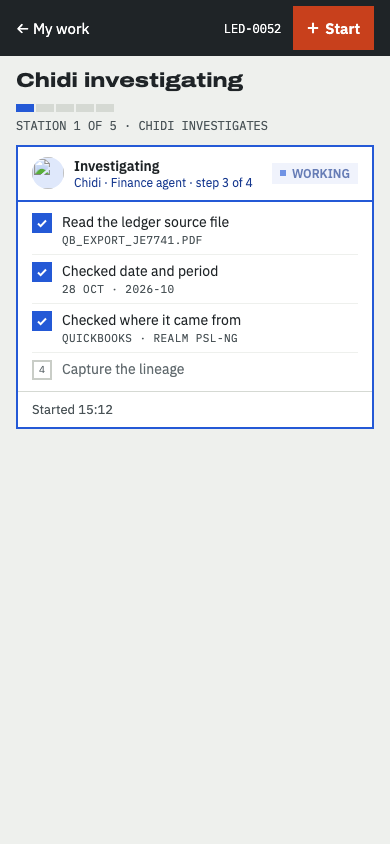 ← My work
LED-0052
+ Start
Chidi investigating
STATION 1 OF 5 · CHIDI INVESTIGATES
Investigating
Chidi · Finance agent · step 3 of 4
WORKING
Read the ledger source file
QB_EXPORT_JE7741.PDF
Checked date and period
28 OCT · 2026-10
Checked where it came from
QUICKBOOKS · REALM PSL-NG
4
Capture the lineage
Started 15:12